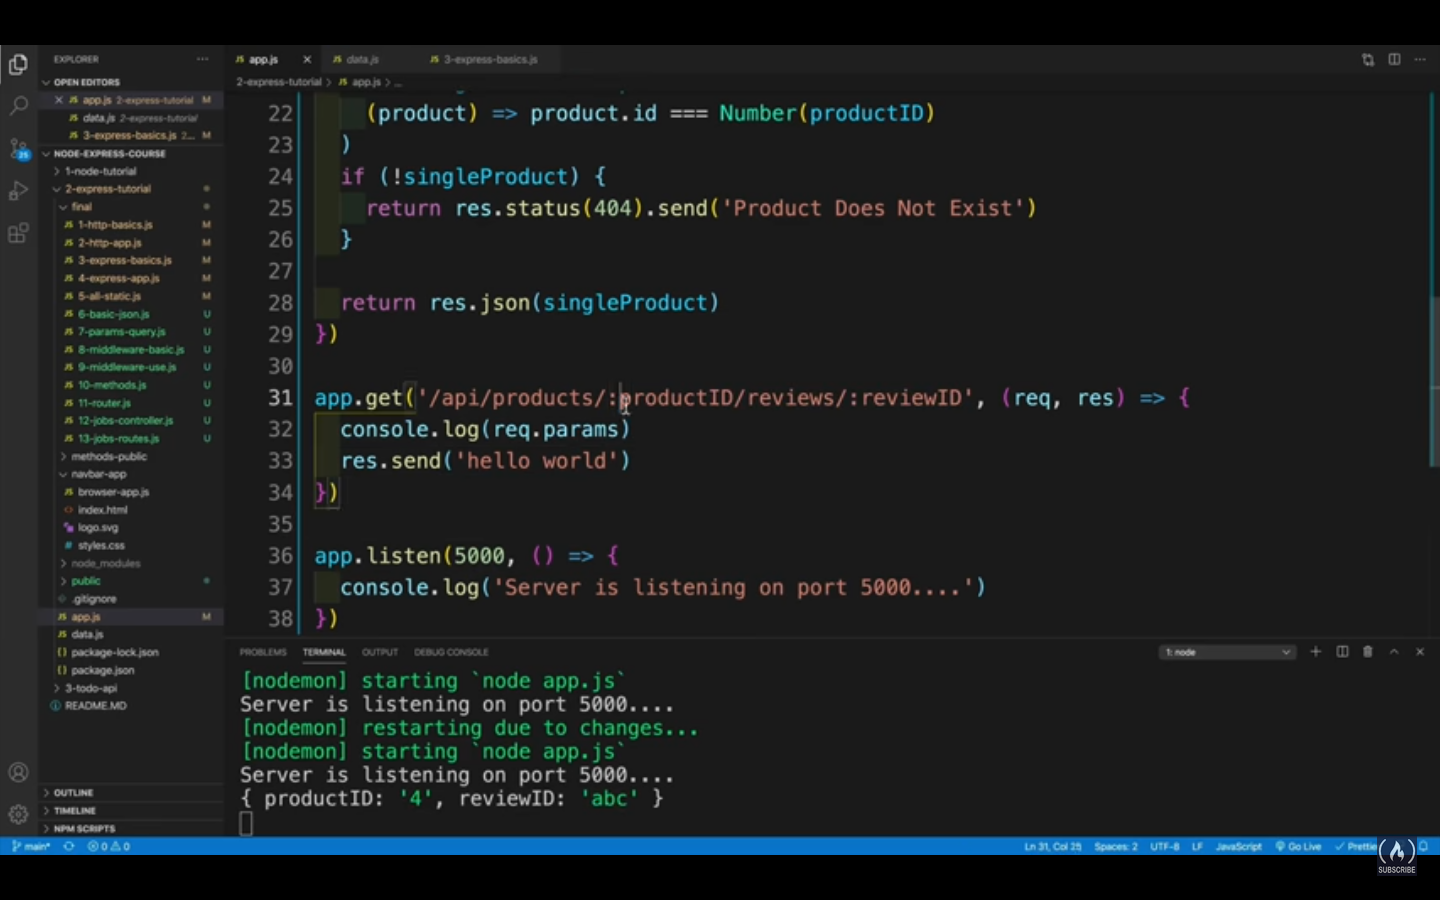 EXPLORER
OPEN EDITORS
app.js 2-express-tutorial M
data.js 2-express-tutorial
3-express-basics.js 2... M
NODE-EXPRESS-COURSE
1-node-tutorial
2-express-tutorial
final
1-http-basics.js M
2-http-app.js M
3-express-basics.js M
4-express-app.js M
5-all-static.js M
6-basic-json.js U
7-params-query.js U
8-middleware-basic.js U
9-middleware-use.js U
10-methods.js U
11-router.js U
12-jobs-controller.js U
13-jobs-routes.js U
methods-public
navbar-app
browser-app.js
index.html
logo.svg
styles.css
node_modules
public
.gitignore
app.js M
data.js
package-lock.json
package.json
3-todo-api
README.MD
OUTLINE
TIMELINE
NPM SCRIPTS
JS app.js JS data.js JS 3-express-basics.js
2-express-tutorial > JS app.js > ...
22 (product) => product.id === Number(productID)
23 )
24 if (!singleProduct) {
25 return res.status(404).send('Product Does Not Exist')
26 }
27
28 return res.json(singleProduct)
29 })
30
31 app.get('/api/products/:productID/reviews/:reviewID', (req, res) => {
32 console.log(req.params)
33 res.send('hello world')
34 })
35
36 app.listen(5000, () => {
37 console.log('Server is listening on port 5000....')
38 })
PROBLEMS TERMINAL OUTPUT DEBUG CONSOLE 1: node
[nodemon] starting `node app.js`
Server is listening on port 5000....
[nodemon] restarting due to changes...
[nodemon] starting `node app.js`
Server is listening on port 5000....
{ productID: '4', reviewID: 'abc' }
main* 0 0 Ln 31, Col 25 Spaces: 2 UTF-8 LF JavaScript Go Live Prettie
SUBSCRIBE